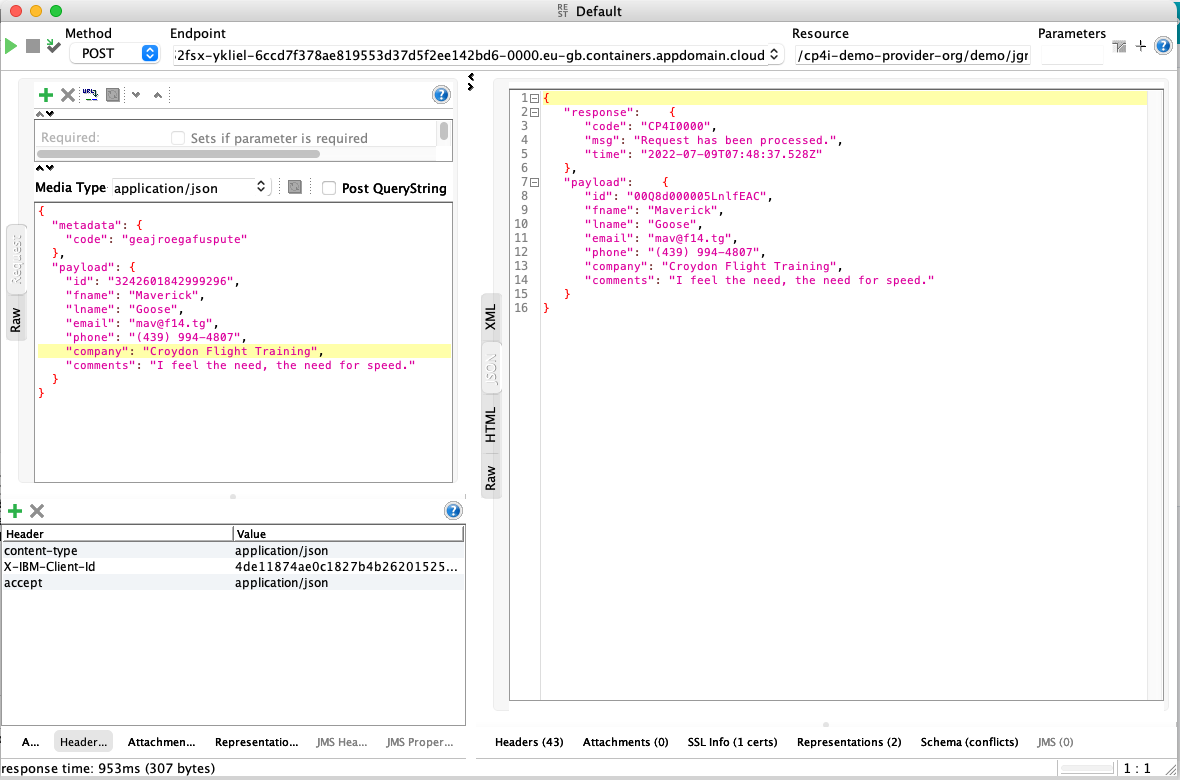 RE
ST
Default
Method
Endpoint
Resource
Parameters
POST
2fsx-ykliel-6ccd7f378ae819553d37d5f2ee142bd6-0000.eu-gb.containers.appdomain.cloud
/cp4i-demo-provider-org/demo/jgr
Required:
Sets if parameter is required
Media Type
application/json
Post QueryString
Request
Raw
{
"metadata": {
"code": "geajroegafuspute"
},
"payload": {
"id": "3242601842999296",
"fname": "Maverick",
"lname": "Goose",
"email": "mav@f14.tg",
"phone": "(439) 994-4807",
"company": "Croydon Flight Training",
"comments": "I feel the need, the need for speed."
}
}
Header
Value
content-type
application/json
X-IBM-Client-Id
4de11874ae0c1827b4b26201525...
accept
application/json
A...
Header...
Attachmen...
Representatio...
JMS Hea...
JMS Proper...
XML
JSON
HTML
Raw
1 {
2 "response": {
3 "code": "CP4I0000",
4 "msg": "Request has been processed.",
5 "time": "2022-07-09T07:48:37.528Z"
6 },
7 "payload": {
8 "id": "00Q8d000005LnlfEAC",
9 "fname": "Maverick",
10 "lname": "Goose",
11 "email": "mav@f14.tg",
12 "phone": "(439) 994-4807",
13 "company": "Croydon Flight Training",
14 "comments": "I feel the need, the need for speed."
15 }
16 }
Headers (43)
Attachments (0)
SSL Info (1 certs)
Representations (2)
Schema (conflicts)
JMS (0)
response time: 953ms (307 bytes)
1 : 1